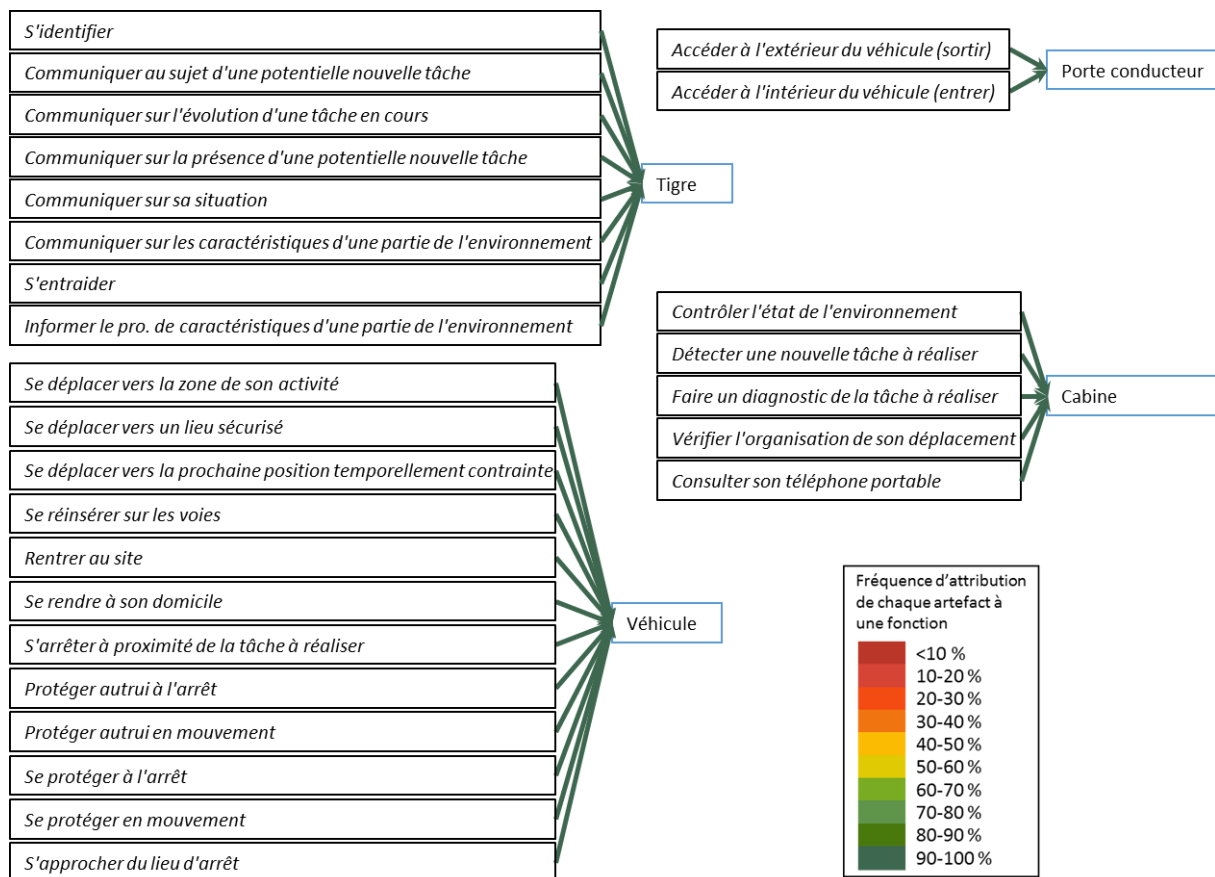 S'identifier
Communiquer au sujet d'une potentielle nouvelle tâche
Communiquer sur l'évolution d'une tâche en cours
Communiquer sur la présence d'une potentielle nouvelle tâche
Communiquer sur sa situation
Communiquer sur les caractéristiques d'une partie de l'environnement
S'entraider
Informer le pro. de caractéristiques d'une partie de l'environnement
Tigre
Accéder à l'extérieur du véhicule (sortir)
Accéder à l'intérieur du véhicule (entrer)
Porte conducteur
Contrôler l'état de l'environnement
Détecter une nouvelle tâche à réaliser
Faire un diagnostic de la tâche à réaliser
Vérifier l'organisation de son déplacement
Consulter son téléphone portable
Cabine
Se déplacer vers la zone de son activité
Se déplacer vers un lieu sécurisé
Se déplacer vers la prochaine position temporellement contrainte
Se réinsérer sur les voies
Rentrer au site
Se rendre à son domicile
S'arrêter à proximité de la tâche à réaliser
Protéger autrui à l'arrêt
Protéger autrui en mouvement
Se protéger à l'arrêt
Se protéger en mouvement
S'approcher du lieu d'arrêt
Véhicule
Fréquence d'attribution
de chaque artefact à
une fonction
<10 %
10-20 %
20-30 %
30-40 %
40-50 %
50-60 %
60-70 %
70-80 %
80-90 %
90-100 %